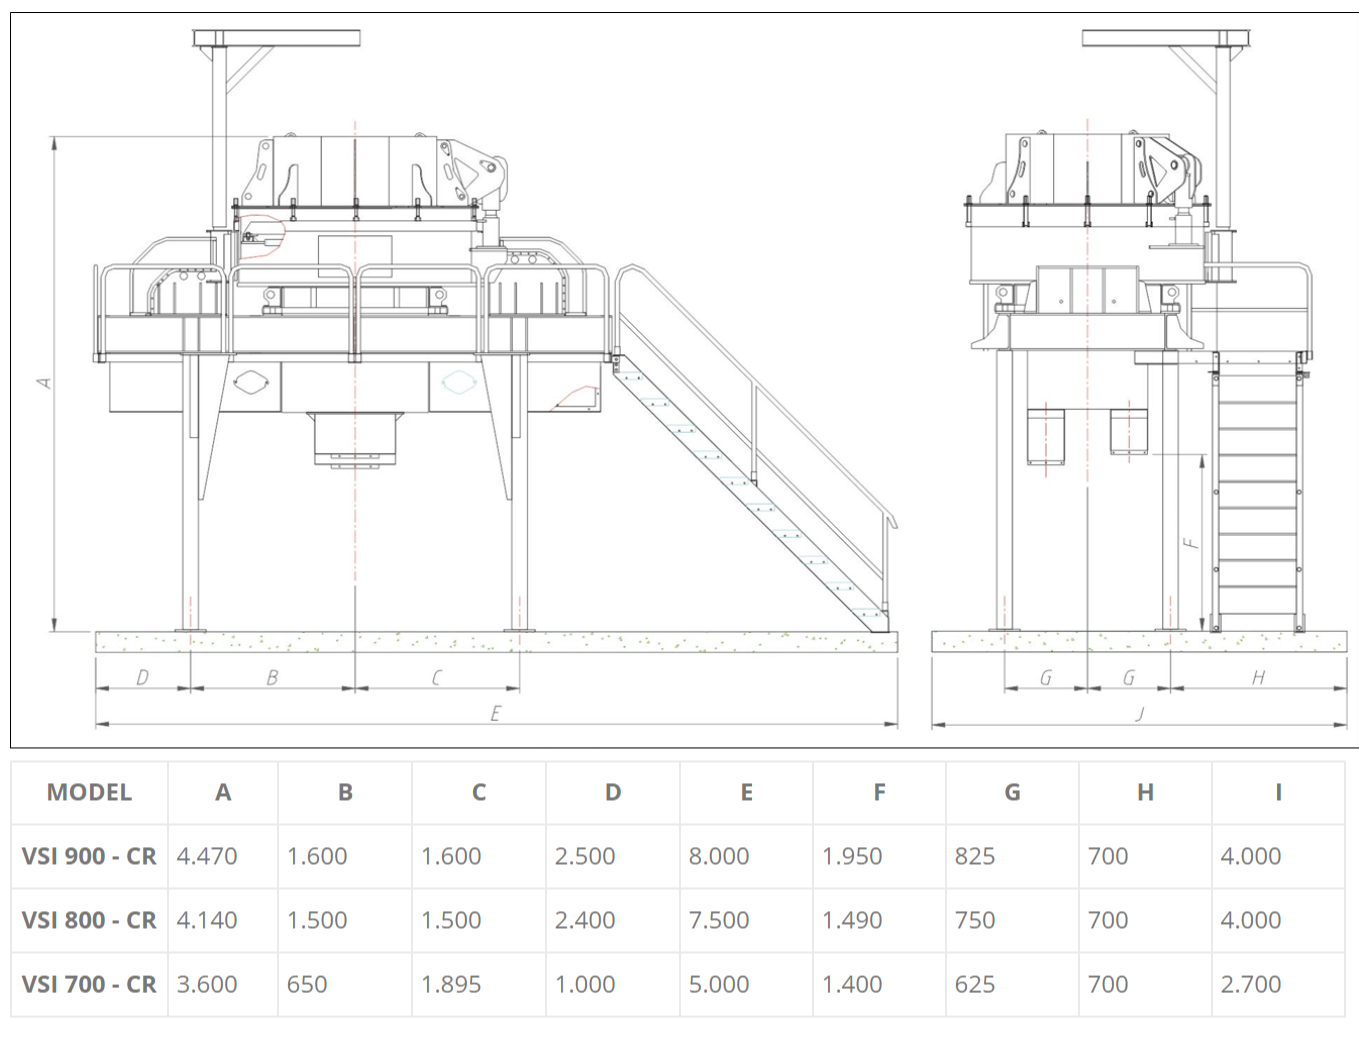 A
F
D B C G G H
E J
MODEL A B C D E F G H I
VSI 900 - CR 4.470 1.600 1.600 2.500 8.000 1.950 825 700 4.000
VSI 800 - CR 4.140 1.500 1.500 2.400 7.500 1.490 750 700 4.000
VSI 700 - CR 3.600 650 1.895 1.000 5.000 1.400 625 700 2.700